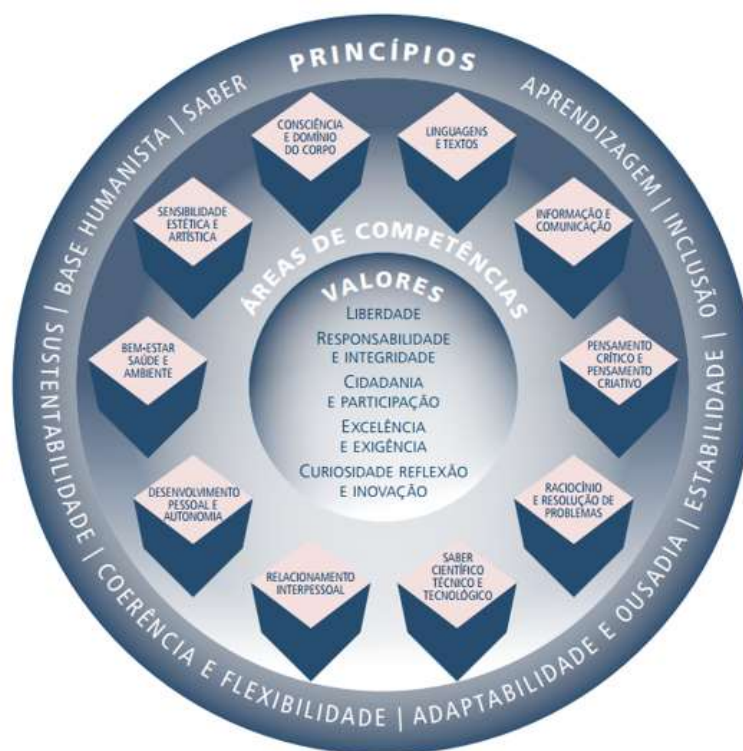 PRINCÍPIOS
SUSTENTABILIDADE | BASE HUMANISTA | SABER
APRENDIZAGEM | INCLUSÃO | ESTABILIDADE |
COERÊNCIA E FLEXIBILIDADE | ADAPTABILIDADE E OUSADIA |
ÁREAS DE COMPETÊNCIAS
CONSCIÊNCIA
E DOMÍNIO
DO CORPO
LINGUAGENS
E TEXTOS
INFORMAÇÃO E
COMUNICAÇÃO
PENSAMENTO
CRÍTICO E
PENSAMENTO
CRIATIVO
RACIOCÍNIO
E RESOLUÇÃO DE
PROBLEMAS
SABER
CIENTÍFICO
TÉCNICO E
TECNOLÓGICO
RELACIONAMENTO
INTERPESSOAL
DESENVOLVIMENTO
PESSOAL E
AUTONOMIA
BEM-ESTAR
SAÚDE E
AMBIENTE
SENSIBILIDADE
ESTÉTICA E
ARTÍSTICA
VALORES
LIBERDADE
RESPONSABILIDADE
E INTEGRIDADE
CIDADANIA
E PARTICIPAÇÃO
EXCELÊNCIA
E EXIGÊNCIA
CURIOSIDADE REFLEXÃO
E INOVAÇÃO